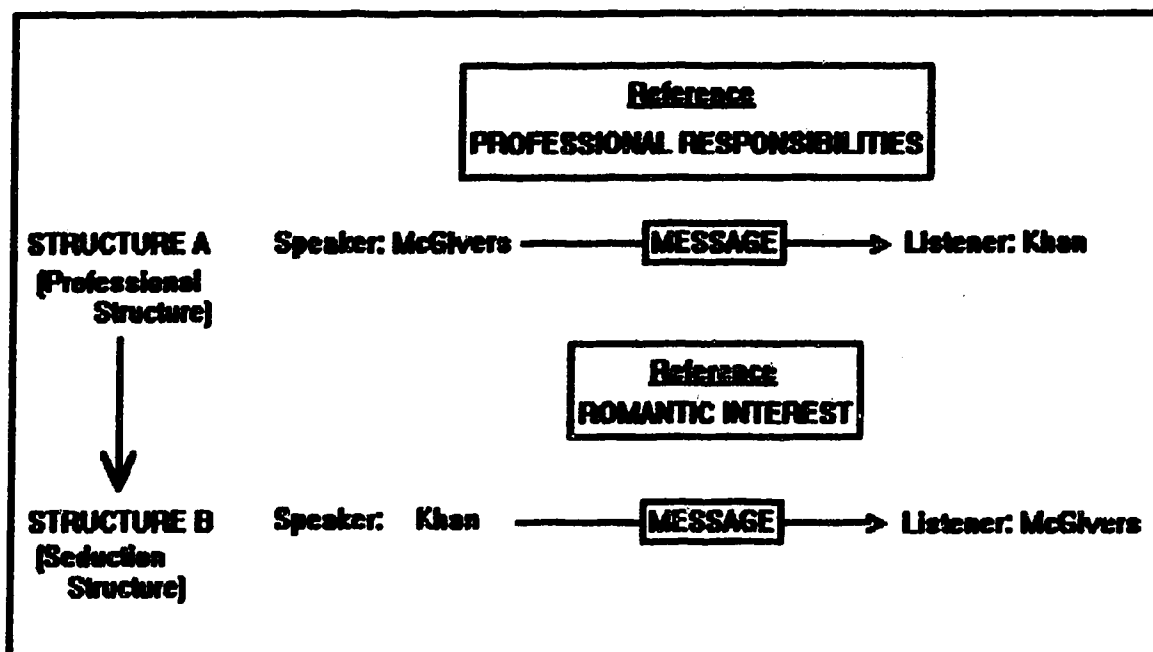 Reference
PROFESSIONAL RESPONSIBILITIES
STRUCTURE A Speaker: McGivers MESSAGE Listener: Khan
(Professional
Structure)
Reference
ROMANTIC INTEREST
STRUCTURE B Speaker: Khan MESSAGE Listener: McGivers
(Seduction
Structure)